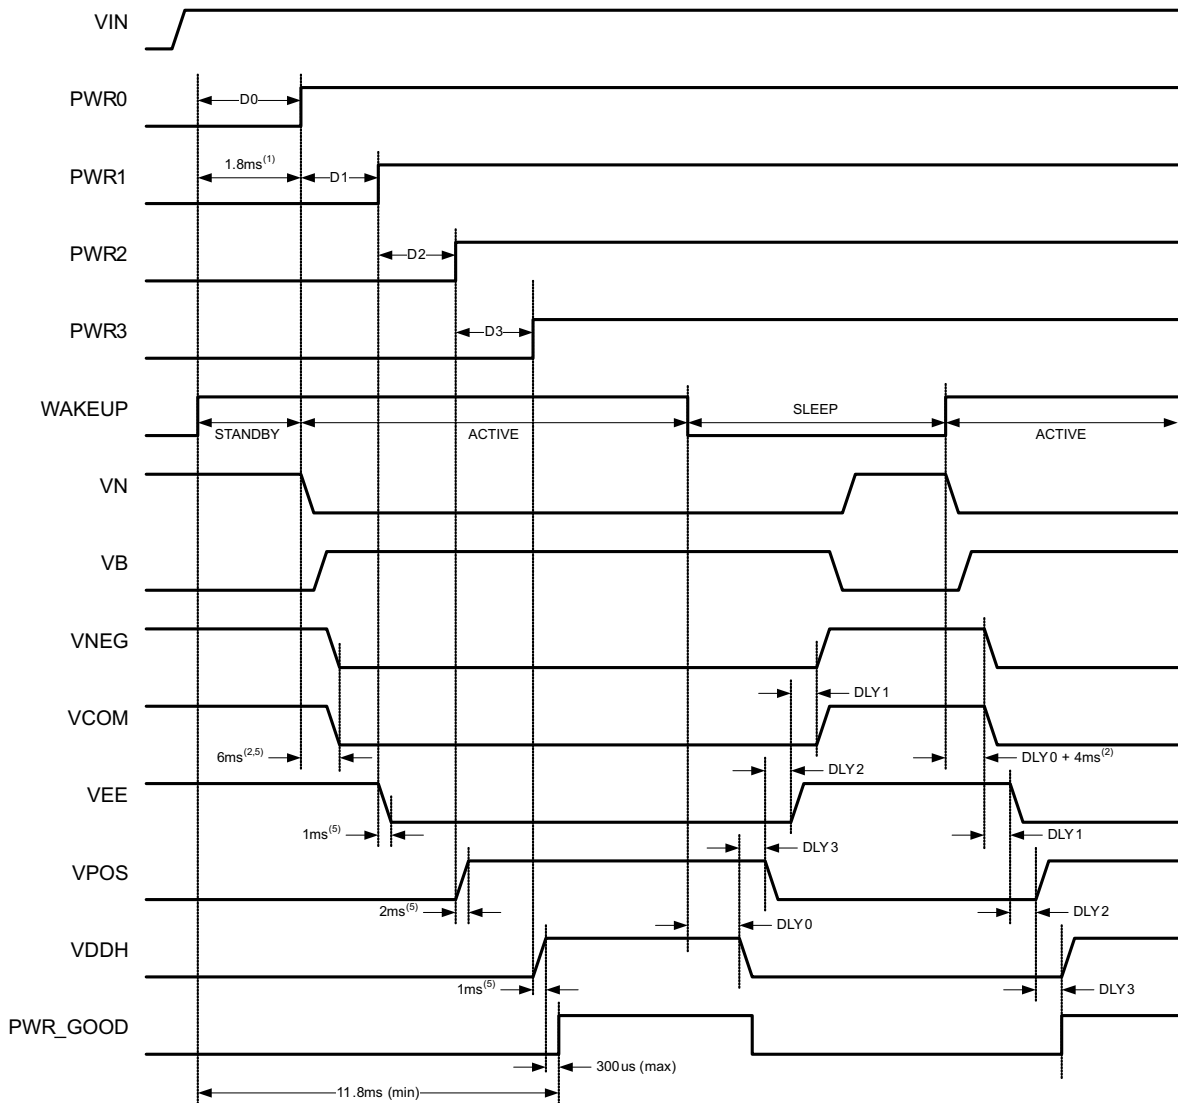 VIN
PWR0
D0
PWR1
1.8ms(1)
D1
PWR2
D2
PWR3
D3
WAKEUP
STANDBY
ACTIVE
SLEEP
ACTIVE
VN
VB
VNEG
DLY1
VCOM
6ms(2,5)
DLY0 + 4ms(2)
DLY2
VEE
1ms(5)
DLY1
DLY3
VPOS
2ms(5)
DLY2
DLY0
VDDH
1ms(5)
DLY3
PWR_GOOD
300us (max)
11.8ms (min)